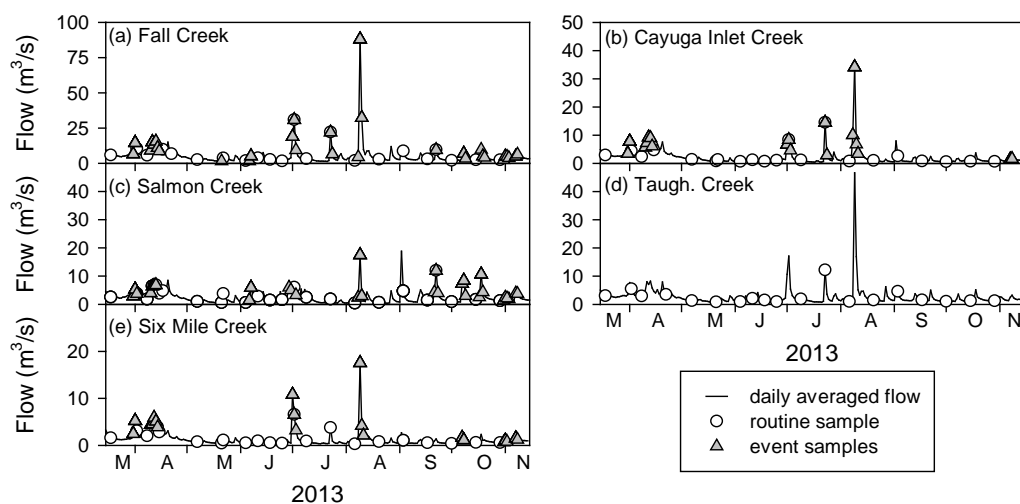 (a) Fall Creek
Flow (m³/s)
100
75
50
25
0
(b) Cayuga Inlet Creek
Flow (m³/s)
50
40
30
20
10
0
(c) Salmon Creek
Flow (m³/s)
40
30
20
10
0
(d) Taugh. Creek
40
30
20
10
0
M A M J J A S O N
2013
(e) Six Mile Creek
Flow (m³/s)
20
10
0
M A M J J A S O N
2013
daily averaged flow
routine sample
event samples